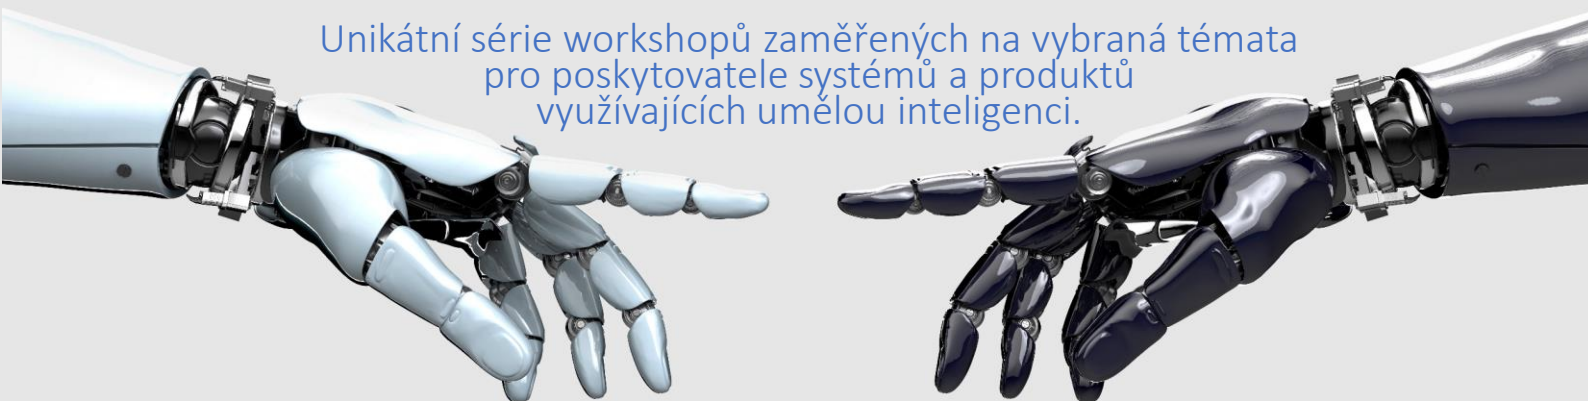 Unikátní série workshopů zaměřených na vybraná témata
pro poskytovatele systémů a produktů
využívajících umělou inteligenci.